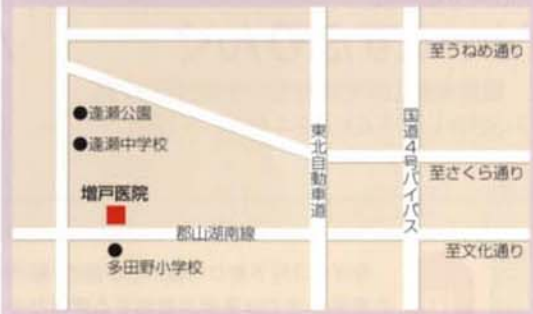 至うねめ通り
●逢瀬公園
●逢瀬中学校
東北自動車道
国道4号バイパス
至さくら通り
増戸医院
郡山湖南線
至文化通り
多田野小学校